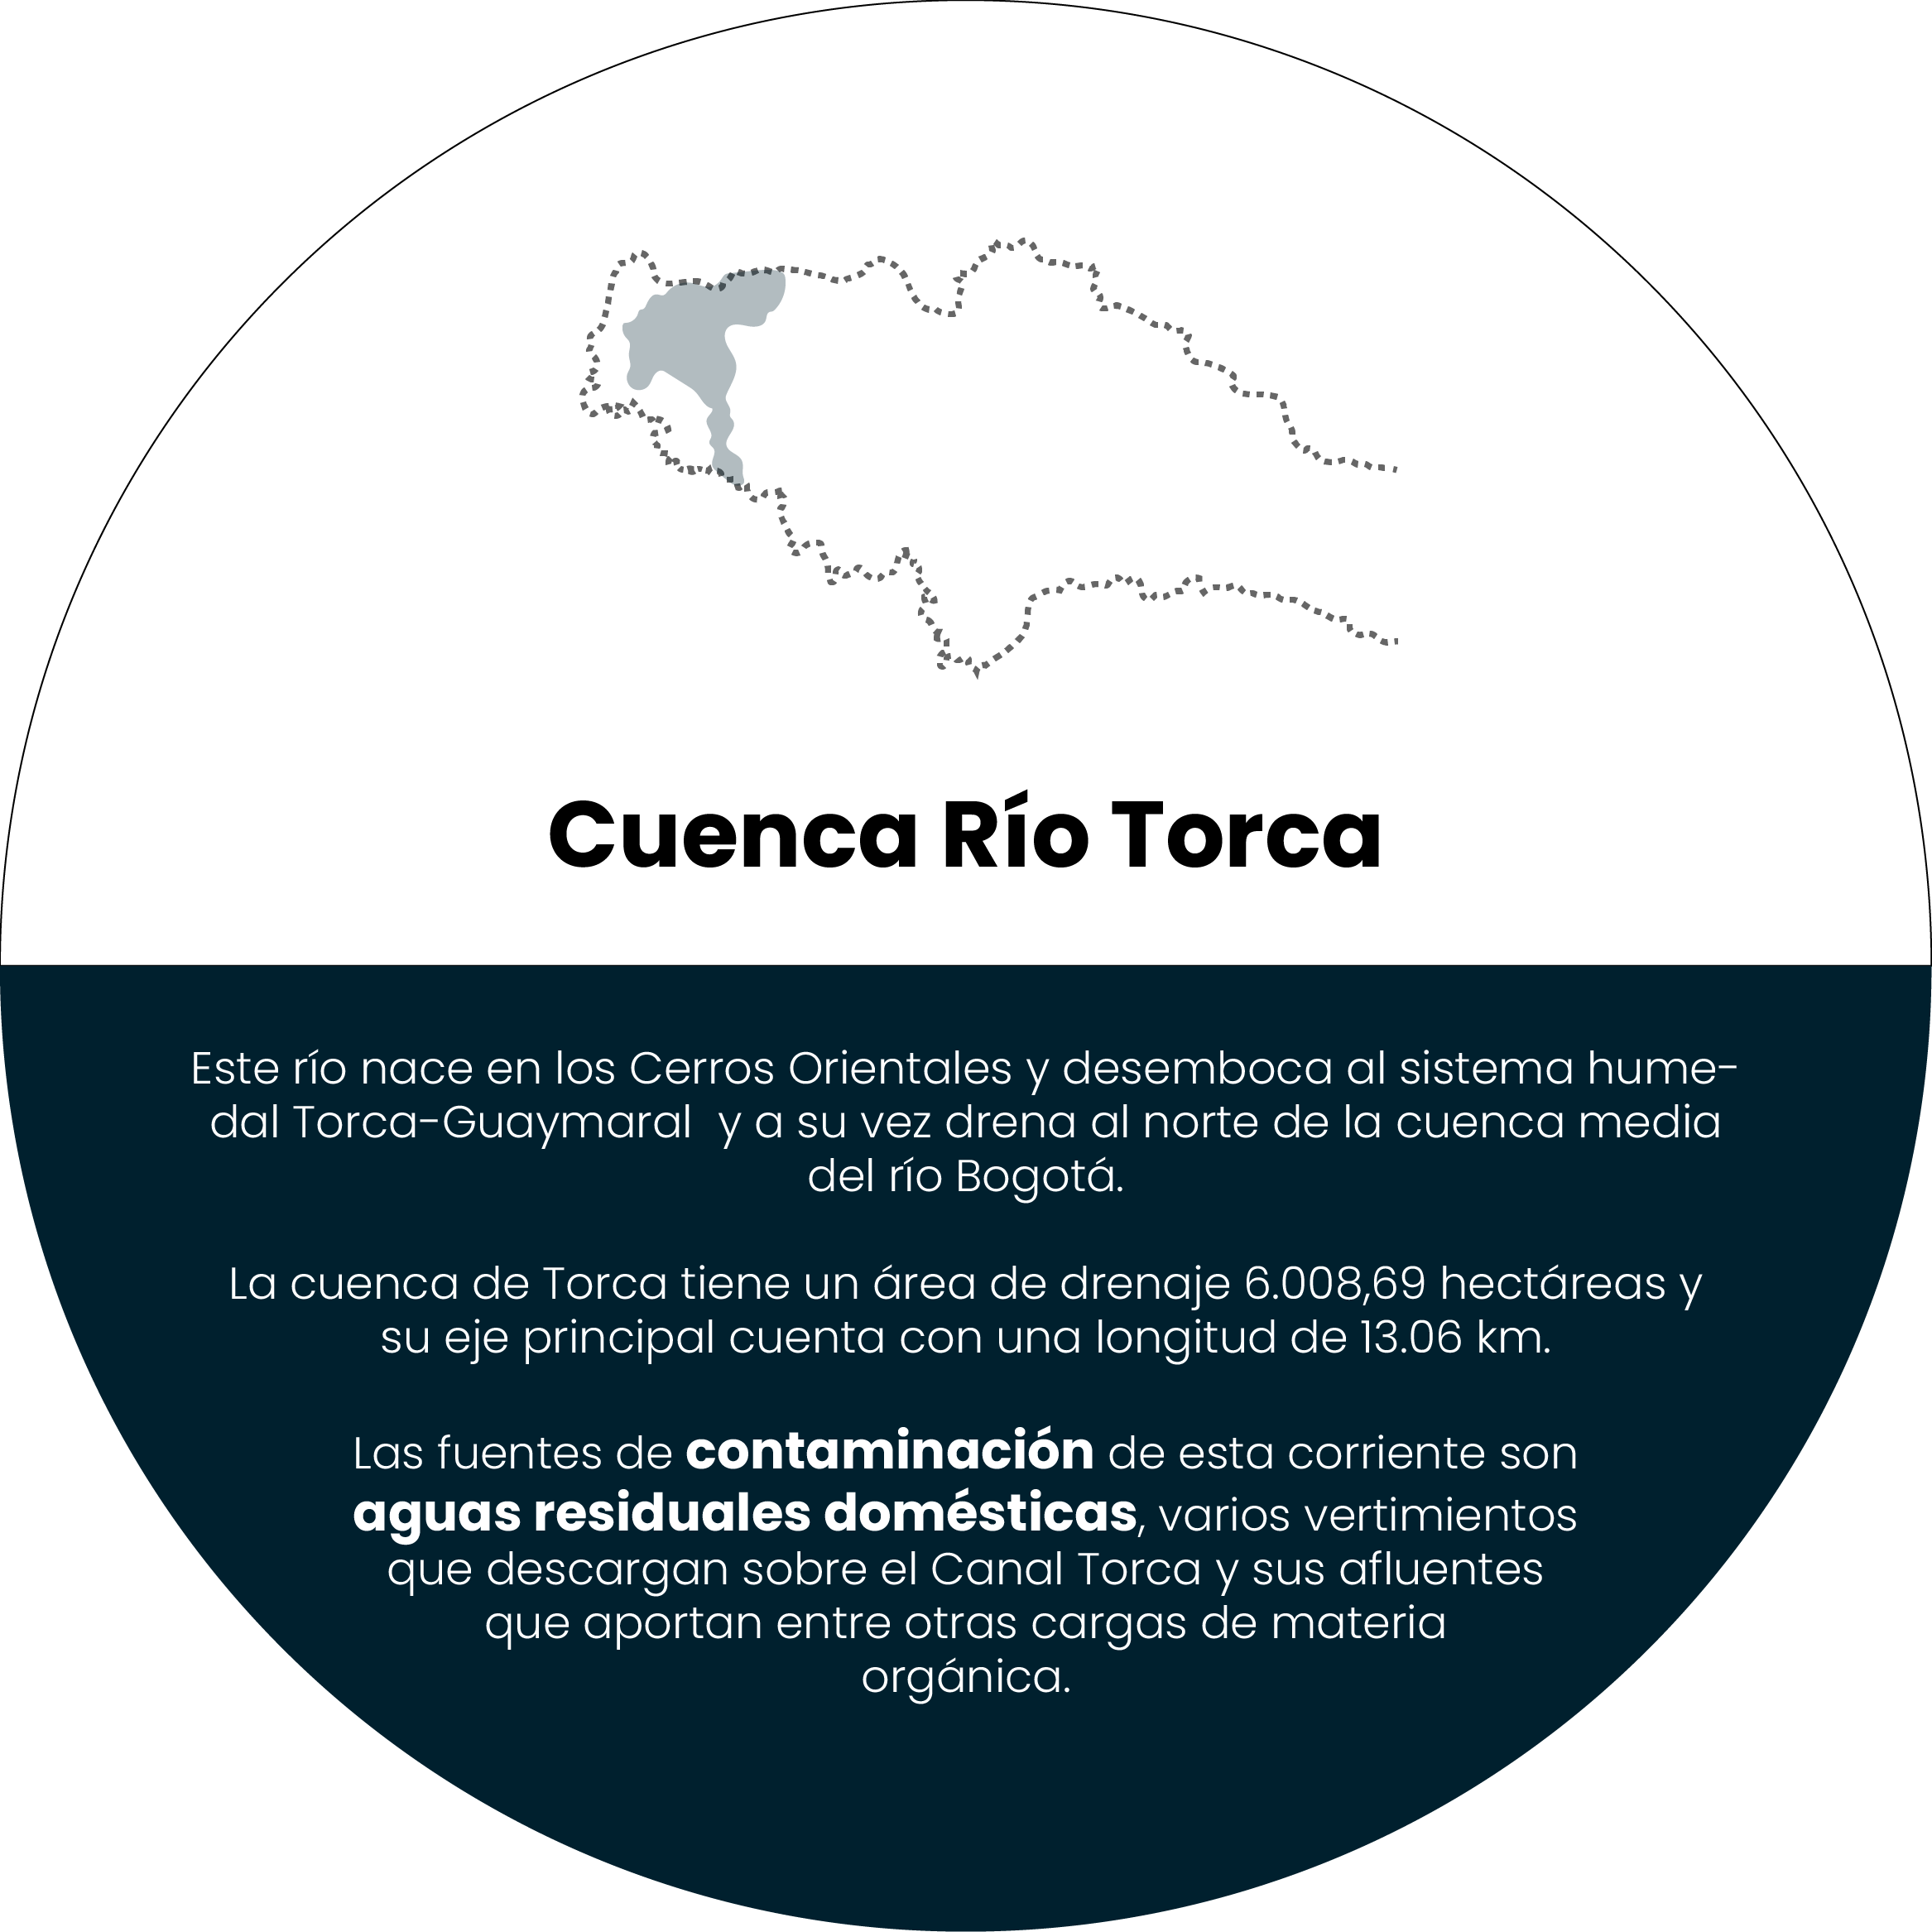 Cuenca Río Torca
Este río nace en los Cerros Orientales y desemboca al sistema hume-
dal Torca-Guaymaral  y a su vez drena al norte de la cuenca media
del río Bogotá.
La cuenca de Torca tiene un área de drenaje 6.008,69 hectáreas y
su eje principal cuenta con una longitud de 13.06 km.
Las fuentes de contaminación de esta corriente son
aguas residuales domésticas, varios vertimientos
que descargan sobre el Canal Torca y sus afluentes
que aportan entre otras cargas de materia
orgánica.